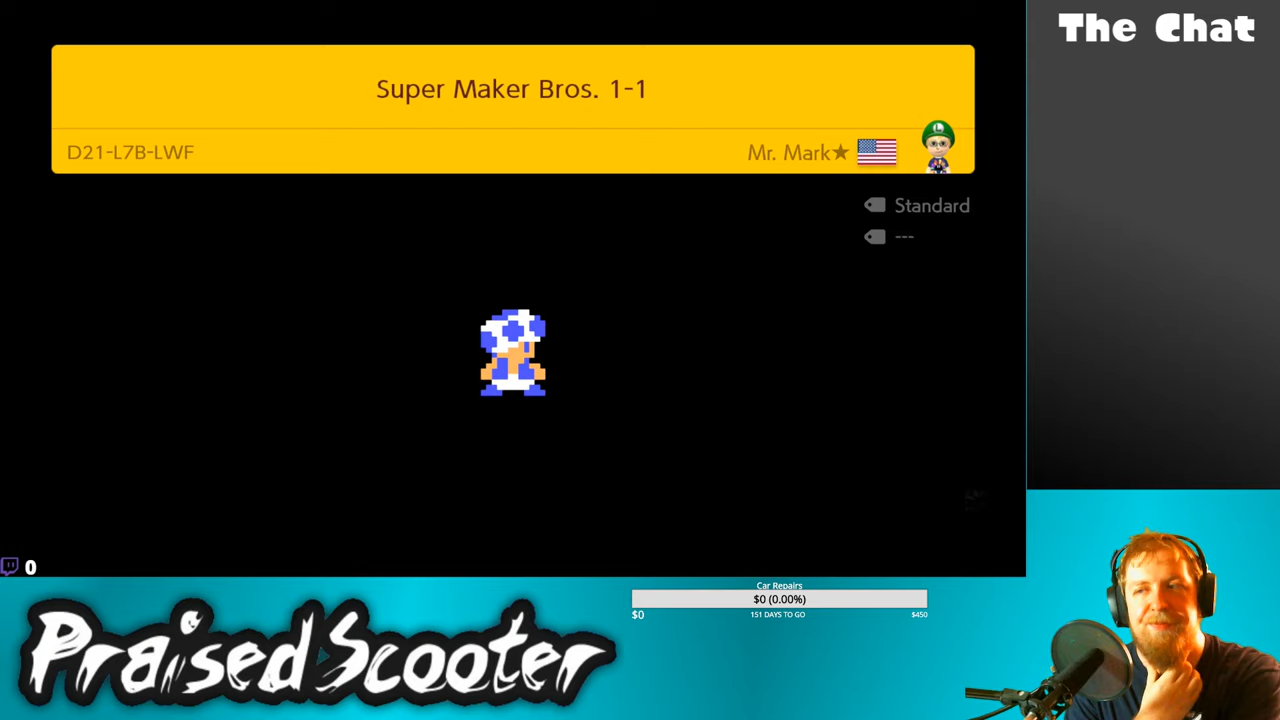 The Chat
Super Maker Bros. 1-1
D21-L7B-LWF
Mr. Mark★
L
Standard
---
0
Car Repairs
$0 (0.00%)
$0
151 DAYS TO GO
$450
PraisedScooter